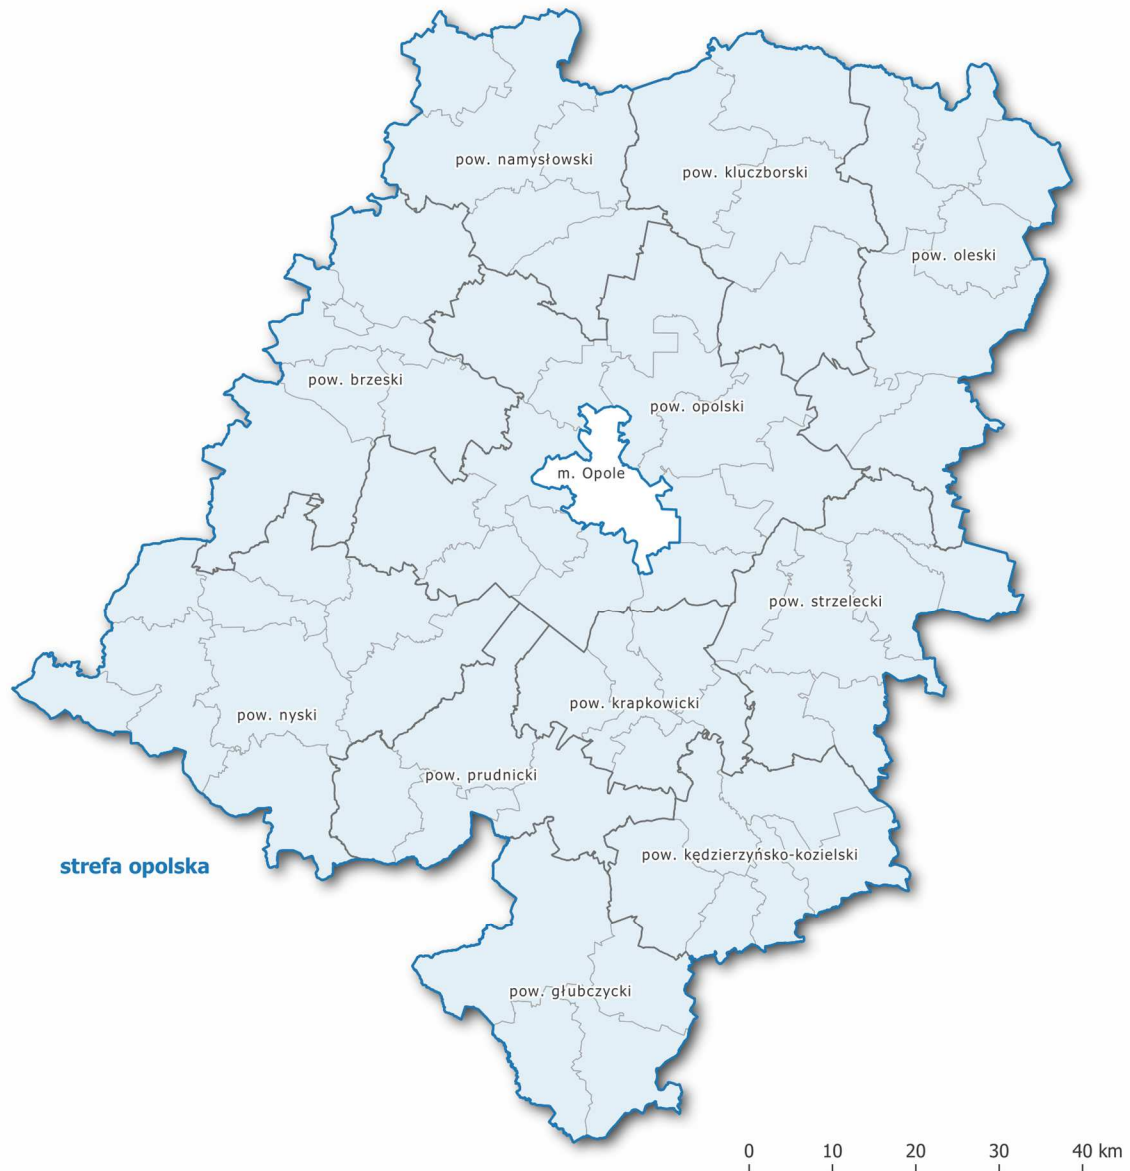 pow. namysłowski
pow. kluczborski
pow. oleski
pow. brzeski
pow. opolski
m. Opole
pow. strzelecki
pow. krapkowicki
pow. nyski
pow. prudnicki
pow. kędzierzyńsko-kozielski
strefa opolska
pow. głubczycki
0 10 20 30 40 km